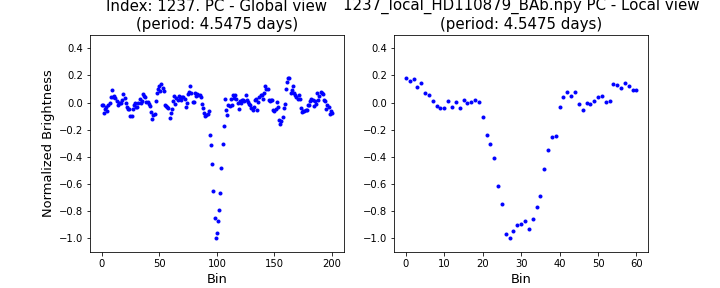 Index: 1237. PC - Global view
(period: 4.5475 days)
1237_local_HD110879_BAb.npy PC - Local view
(period: 4.5475 days)
Normalized Brightness
0.4
0.2
0.0
−0.2
−0.4
−0.6
−0.8
−1.0
0 50 100 150 200
Bin
0.4
0.2
0.0
−0.2
−0.4
−0.6
−0.8
−1.0
0 10 20 30 40 50 60
Bin